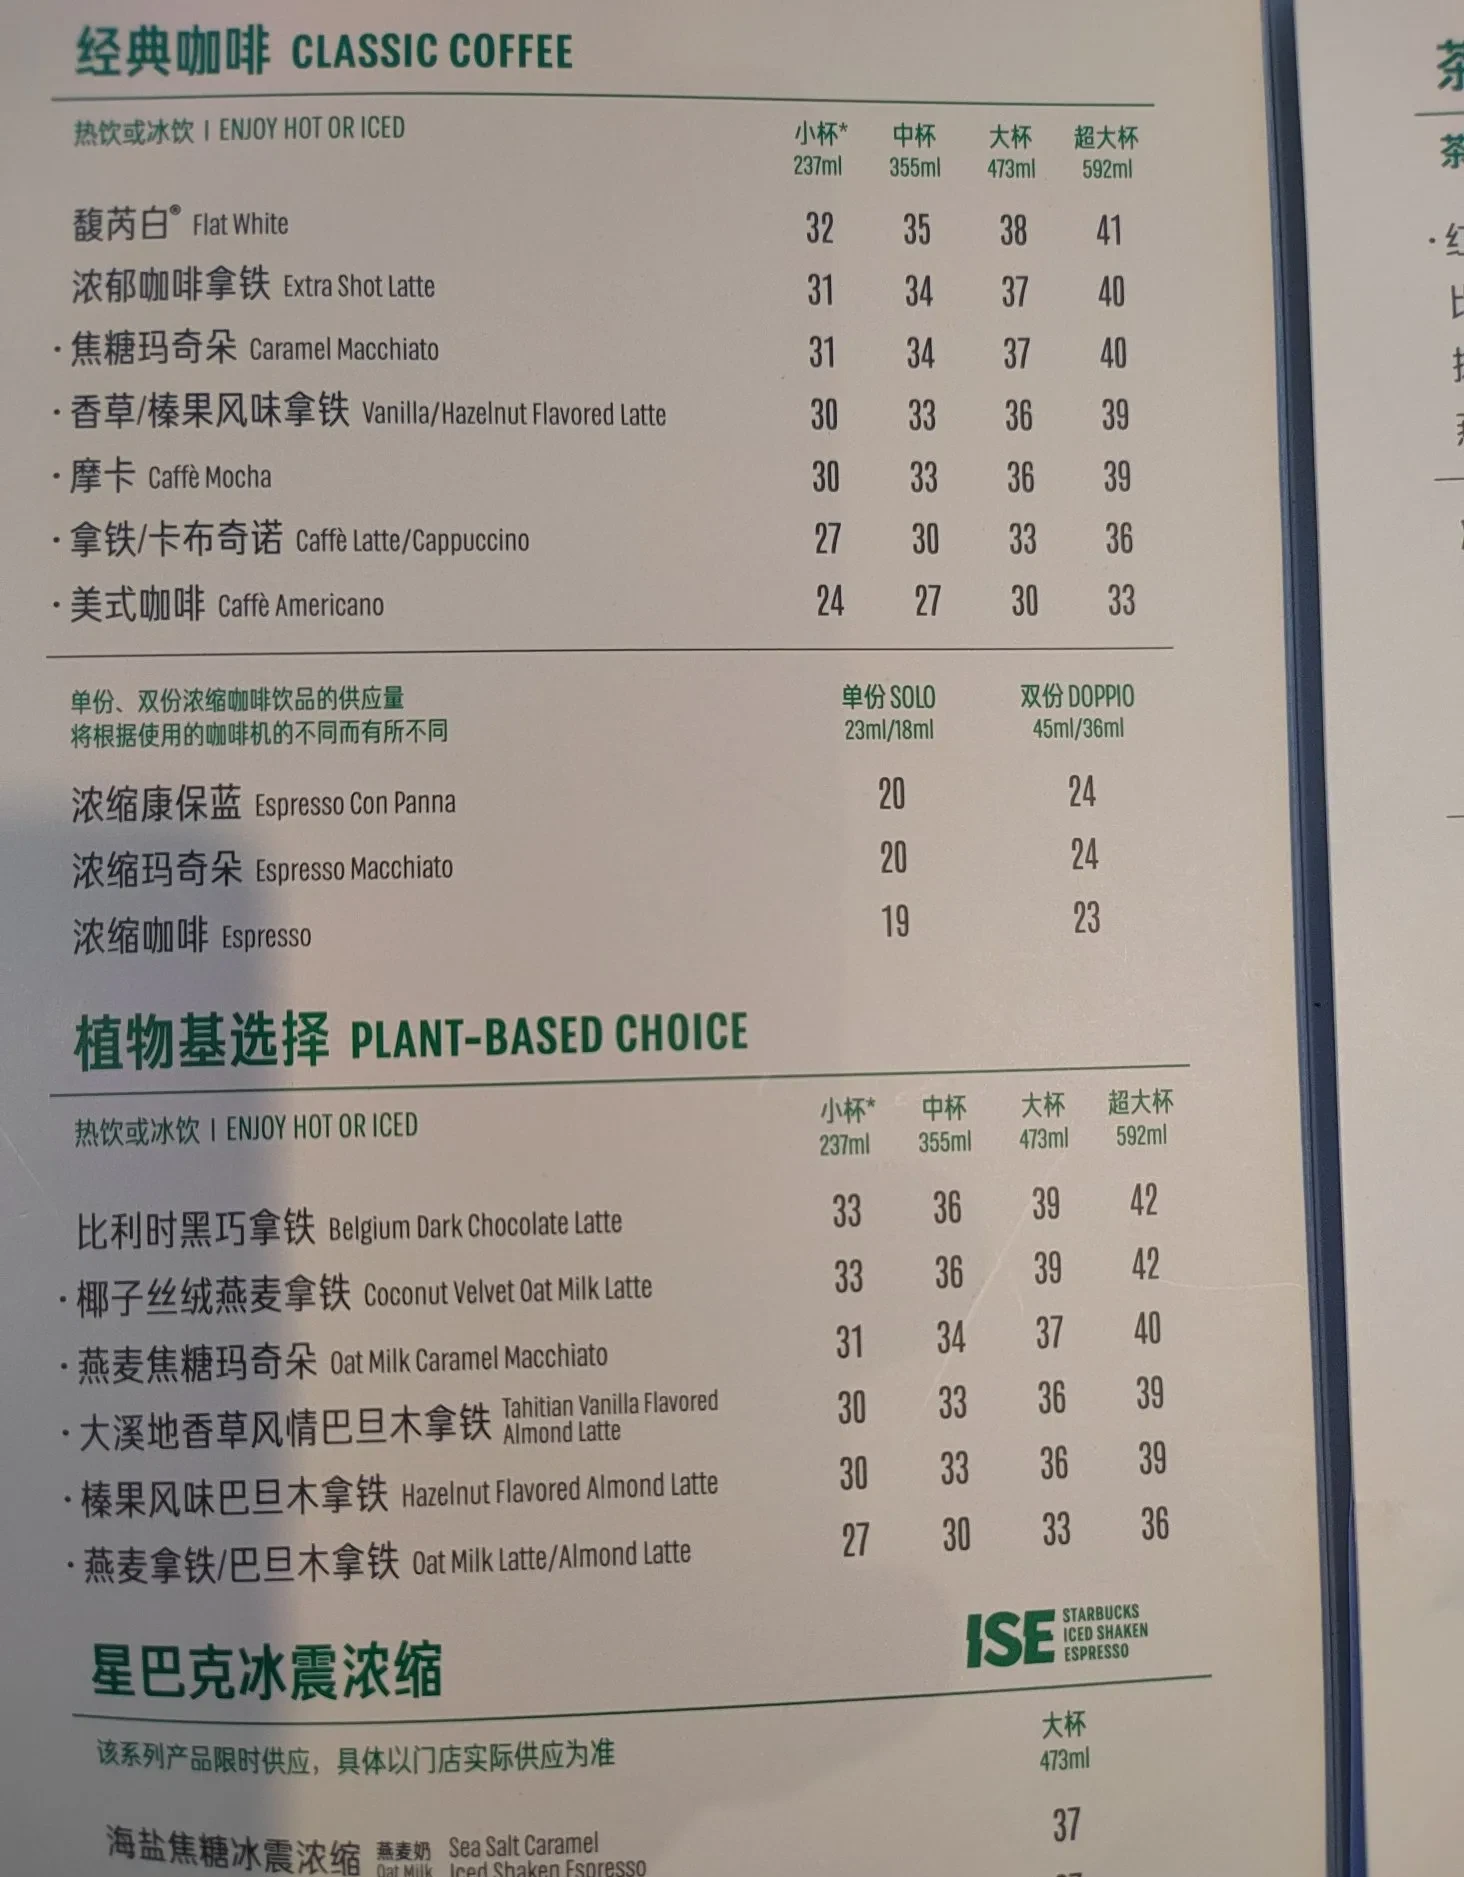 经典咖啡 CLASSIC COFFEE
热饮或冰饮 | ENJOY HOT OR ICED 小杯* 中杯 大杯 超大杯
237ml 355ml 473ml 592ml
馥芮白® Flat White 32 35 38 41
浓郁咖啡拿铁 Extra Shot Latte 31 34 37 40
· 焦糖玛奇朵 Caramel Macchiato 31 34 37 40
· 香草/榛果风味拿铁 Vanilla/Hazelnut Flavored Latte 30 33 36 39
· 摩卡 Caffè Mocha 30 33 36 39
· 拿铁/卡布奇诺 Caffè Latte/Cappuccino 27 30 33 36
· 美式咖啡 Caffè Americano 24 27 30 33
单份、双份浓缩咖啡饮品的供应量 单份 SOLO 双份 DOPPIO
将根据使用的咖啡机的不同而有所不同 23ml/18ml 45ml/36ml
浓缩康保蓝 Espresso Con Panna 20 24
浓缩玛奇朵 Espresso Macchiato 20 24
浓缩咖啡 Espresso 19 23
植物基选择 PLANT-BASED CHOICE
热饮或冰饮 | ENJOY HOT OR ICED 小杯* 中杯 大杯 超大杯
237ml 355ml 473ml 592ml
比利时黑巧拿铁 Belgium Dark Chocolate Latte 33 36 39 42
· 椰子丝绒燕麦拿铁 Coconut Velvet Oat Milk Latte 33 36 39 42
· 燕麦焦糖玛奇朵 Oat Milk Caramel Macchiato 31 34 37 40
· 大溪地香草风情巴旦木拿铁 Tahitian Vanilla Flavored
Almond Latte 30 33 36 39
· 榛果风味巴旦木拿铁 Hazelnut Flavored Almond Latte 30 33 36 39
· 燕麦拿铁/巴旦木拿铁 Oat Milk Latte/Almond Latte 27 30 33 36
星巴克冰震浓缩 ISE STARBUCKS
ICED SHAKEN
ESPRESSO
该系列产品限时供应，具体以门店实际供应为准 大杯
473ml
海盐焦糖冰震浓缩 燕麦奶 Sea Salt Caramel 37
Oat Milk Iced Shaken Espresso
茶
茶